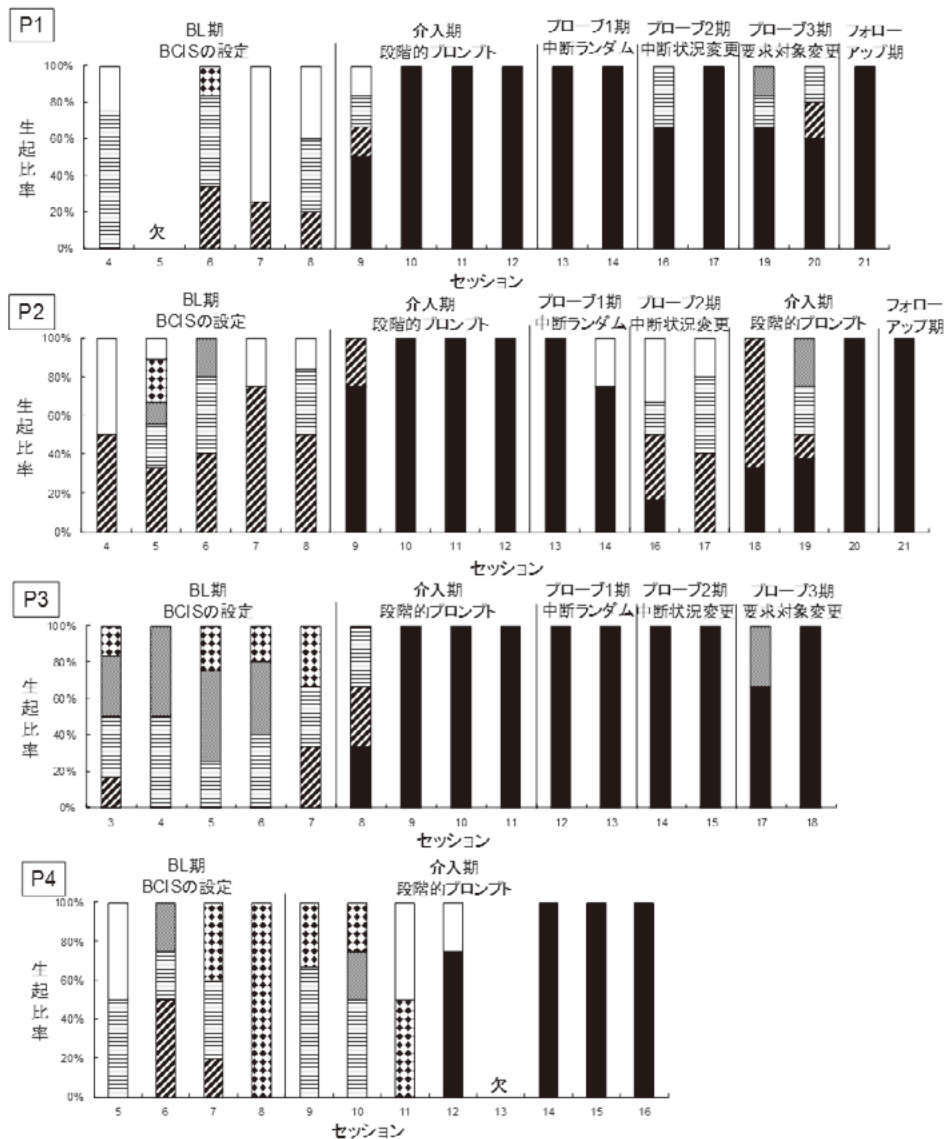 P1
BL期
BCISの設定
介入期
段階的プロンプト
プローブ1期
中断ランダム
プローブ2期
中断状況変更
プローブ3期
要求対象変更
フォロー
アップ期
生起比率
100%
80%
60%
40%
20%
0%
欠
4 5 6 7 8 9 10 11 12 13 14 16 17 19 20 21
セッション
P2
BL期
BCISの設定
介入期
段階的プロンプト
プローブ1期
中断ランダム
プローブ2期
中断状況変更
介入期
段階的プロンプト
フォロー
アップ期
生起比率
100%
80%
60%
40%
20%
0%
4 5 6 7 8 9 10 11 12 13 14 16 17 18 19 20 21
セッション
P3
BL期
BCISの設定
介入期
段階的プロンプト
プローブ1期
中断ランダム
プローブ2期
中断状況変更
プローブ3期
要求対象変更
生起比率
100%
80%
60%
40%
20%
0%
3 4 5 6 7 8 9 10 11 12 13 14 15 17 18
セッション
P4
BL期
BCISの設定
介入期
段階的プロンプト
生起比率
100%
80%
60%
40%
20%
0%
欠
5 6 7 8 9 10 11 12 13 14 15 16
セッション